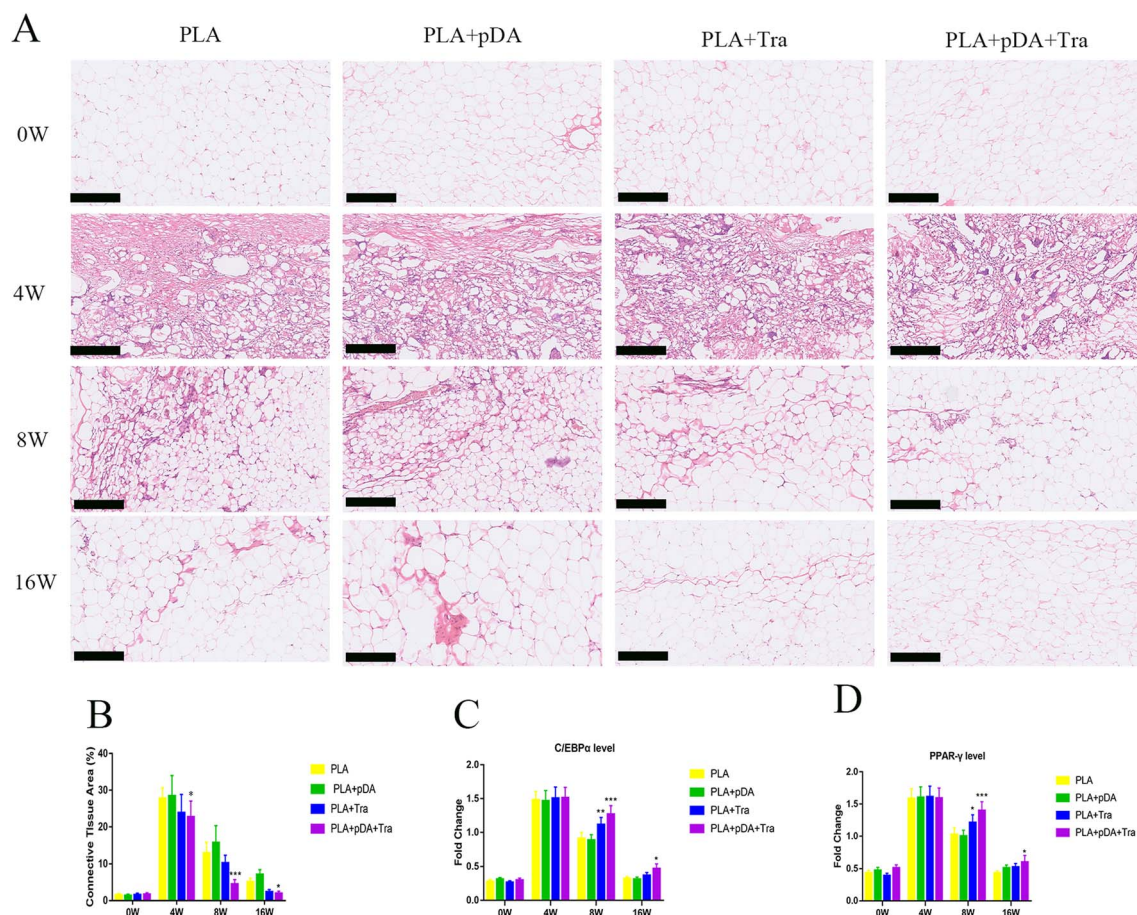 A
PLA
PLA+pDA
PLA+Tra
PLA+pDA+Tra
0W
4W
8W
16W
B
Connective Tissue Area (%)
40
30
20
10
0
*
***
*
0W
4W
8W
16W
PLA
PLA+pDA
PLA+Tra
PLA+pDA+Tra
C
C/EBPα level
Fold Change
2.0
1.5
1.0
0.5
0.0
**
***
*
0W
4W
8W
16W
PLA
PLA+pDA
PLA+Tra
PLA+pDA+Tra
D
PPAR-γ level
Fold Change
2.0
1.5
1.0
0.5
0.0
*
***
*
0W
4W
8W
16W
PLA
PLA+pDA
PLA+Tra
PLA+pDA+Tra